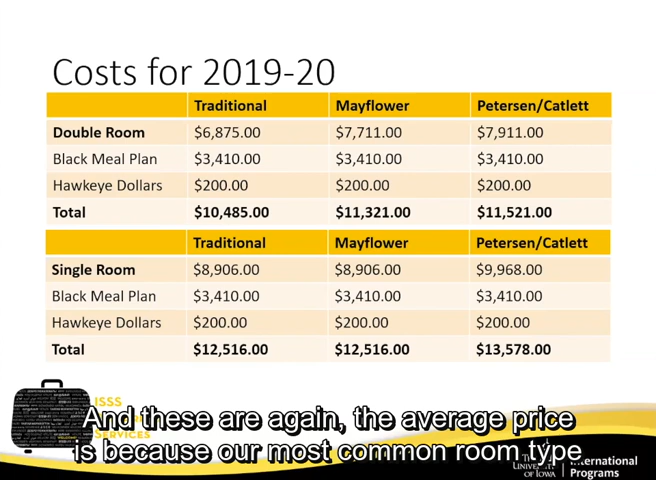 Costs for 2019-20
Traditional Mayflower Petersen/Catlett
Double Room $6,875.00 $7,711.00 $7,911.00
Black Meal Plan $3,410.00 $3,410.00 $3,410.00
Hawkeye Dollars $200.00 $200.00 $200.00
Total $10,485.00 $11,321.00 $11,521.00
Traditional Mayflower Petersen/Catlett
Single Room $8,906.00 $8,906.00 $9,968.00
Black Meal Plan $3,410.00 $3,410.00 $3,410.00
Hawkeye Dollars $200.00 $200.00 $200.00
Total $12,516.00 $12,516.00 $13,578.00
ISSS
SERVICES
And these are again, the average price
is because our most common room type
University
of Iowa
International
Programs